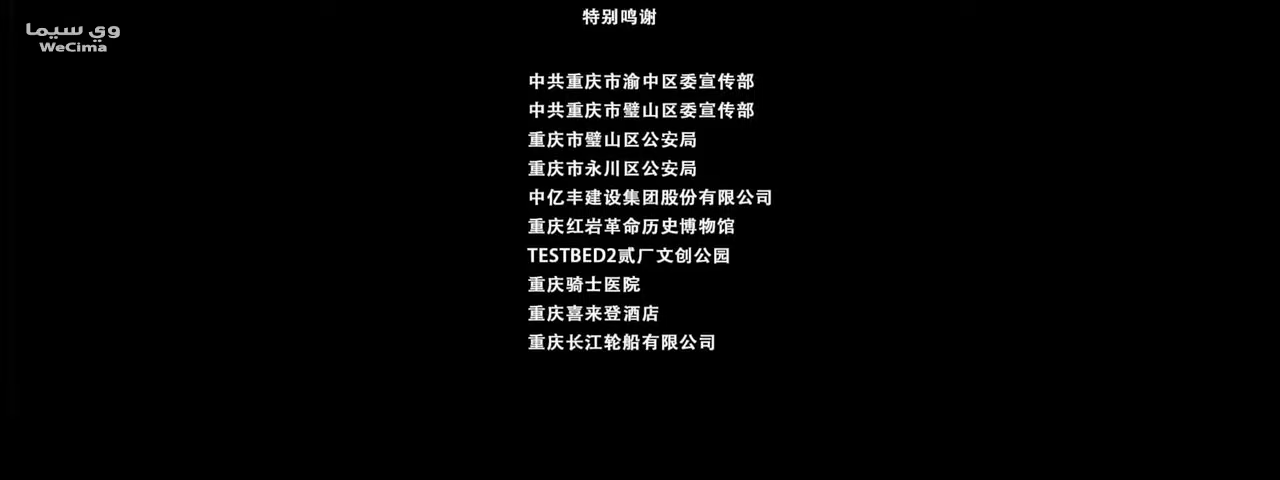 وي سيما
WeCima
特别鸣谢
中共重庆市渝中区委宣传部
中共重庆市璧山区委宣传部
重庆市璧山区公安局
重庆市永川区公安局
中亿丰建设集团股份有限公司
重庆红岩革命历史博物馆
TESTBED2贰厂文创公园
重庆骑士医院
重庆喜来登酒店
重庆长江轮船有限公司